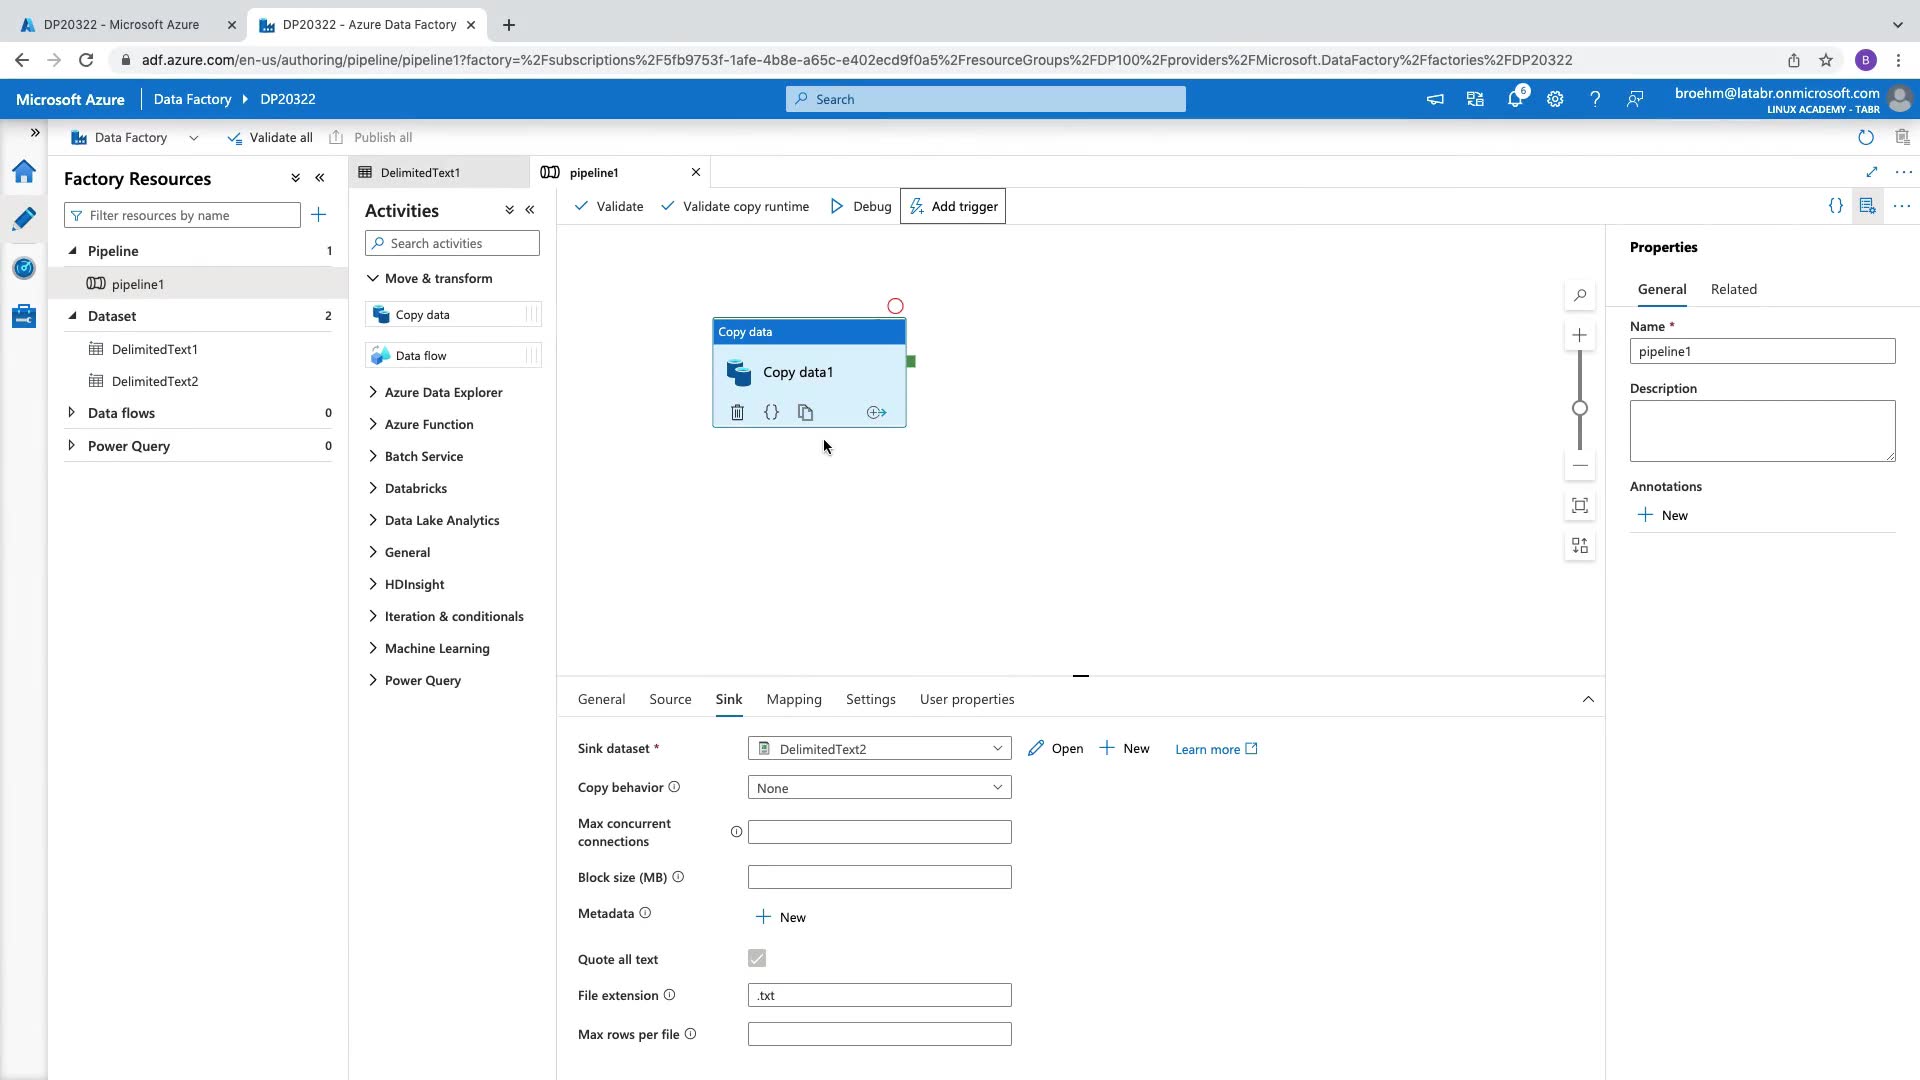 DP20322 - Microsoft Azure
DP20322 - Azure Data Factory
adf.azure.com/en-us/authoring/pipeline/pipeline1?factory=%2Fsubscriptions%2F5fb9753f-1afe-4b8e-a65c-e402ecd9f0a5%2FresourceGroups%2FDP100%2Fproviders%2FMicrosoft.DataFactory%2Ffactories%2FDP20322
B
Microsoft Azure
Data Factory
DP20322
Search
6
broehm@latabr.onmicrosoft.com
LINUX ACADEMY - TABR
Data Factory
Validate all
Publish all
Factory Resources
Filter resources by name
Pipeline 1
pipeline1
Dataset 2
DelimitedText1
DelimitedText2
Data flows 0
Power Query 0
DelimitedText1
pipeline1
Activities
Search activities
Move & transform
Copy data
Data flow
Azure Data Explorer
Azure Function
Batch Service
Databricks
Data Lake Analytics
General
HDInsight
Iteration & conditionals
Machine Learning
Power Query
Validate
Validate copy runtime
Debug
Add trigger
Copy data
Copy data1
General
Source
Sink
Mapping
Settings
User properties
Sink dataset *
DelimitedText2
Open
New
Learn more
Copy behavior
None
Max concurrent
connections
Block size (MB)
Metadata
New
Quote all text
File extension
.txt
Max rows per file
Properties
General
Related
Name *
pipeline1
Description
Annotations
New